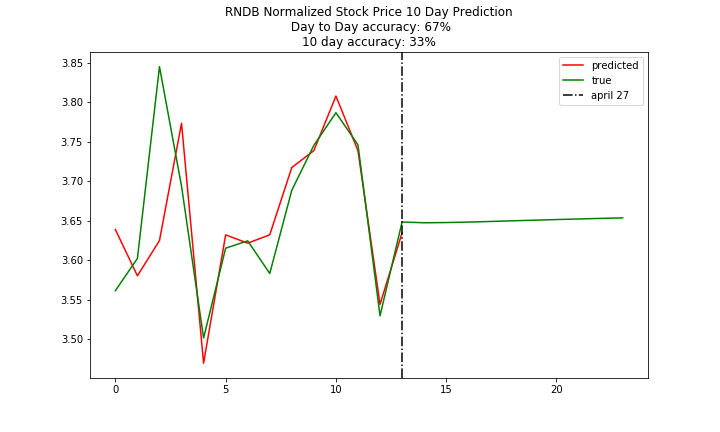 RNDB Normalized Stock Price 10 Day Prediction
Day to Day accuracy: 67%
10 day accuracy: 33%
3.85
3.80
3.75
3.70
3.65
3.60
3.55
3.50
predicted
true
april 27
0
5
10
15
20